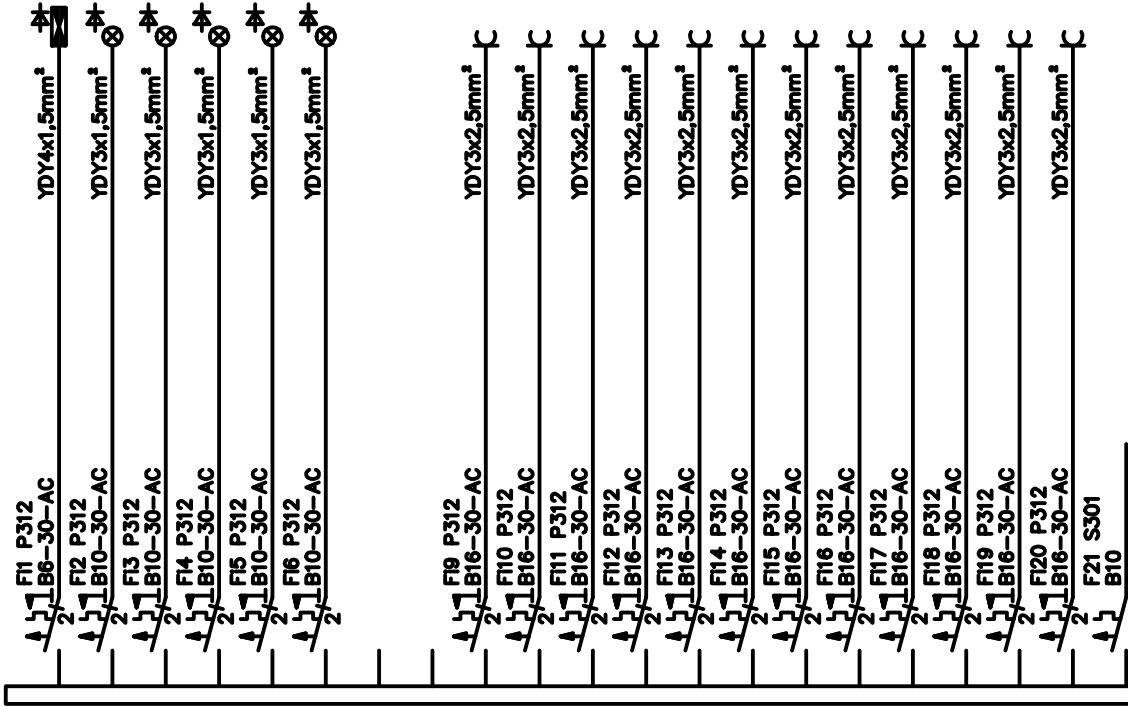 YDY4x1,5mm²
YDY3x1,5mm²
YDY3x1,5mm²
YDY3x1,5mm²
YDY3x1,5mm²
YDY3x1,5mm²
YDY3x2,5mm²
YDY3x2,5mm²
YDY3x2,5mm²
YDY3x2,5mm²
YDY3x2,5mm²
YDY3x2,5mm²
YDY3x2,5mm²
YDY3x2,5mm²
YDY3x2,5mm²
YDY3x2,5mm²
YDY3x2,5mm²
YDY3x2,5mm²
FI1 P312
B6-30-AC
2
FI2 P312
B10-30-AC
2
FI3 P312
B10-30-AC
2
FI4 P312
B10-30-AC
2
FI5 P312
B10-30-AC
2
FI6 P312
B10-30-AC
2
FI9 P312
B16-30-AC
2
FI10 P312
B16-30-AC
2
FI11 P312
B16-30-AC
2
FI12 P312
B16-30-AC
2
FI13 P312
B16-30-AC
2
FI14 P312
B16-30-AC
2
FI15 P312
B16-30-AC
2
FI16 P312
B16-30-AC
2
FI17 P312
B16-30-AC
2
FI18 P312
B16-30-AC
2
FI19 P312
B16-30-AC
2
FI20 P312
B16-30-AC
2
F21 S301
B10